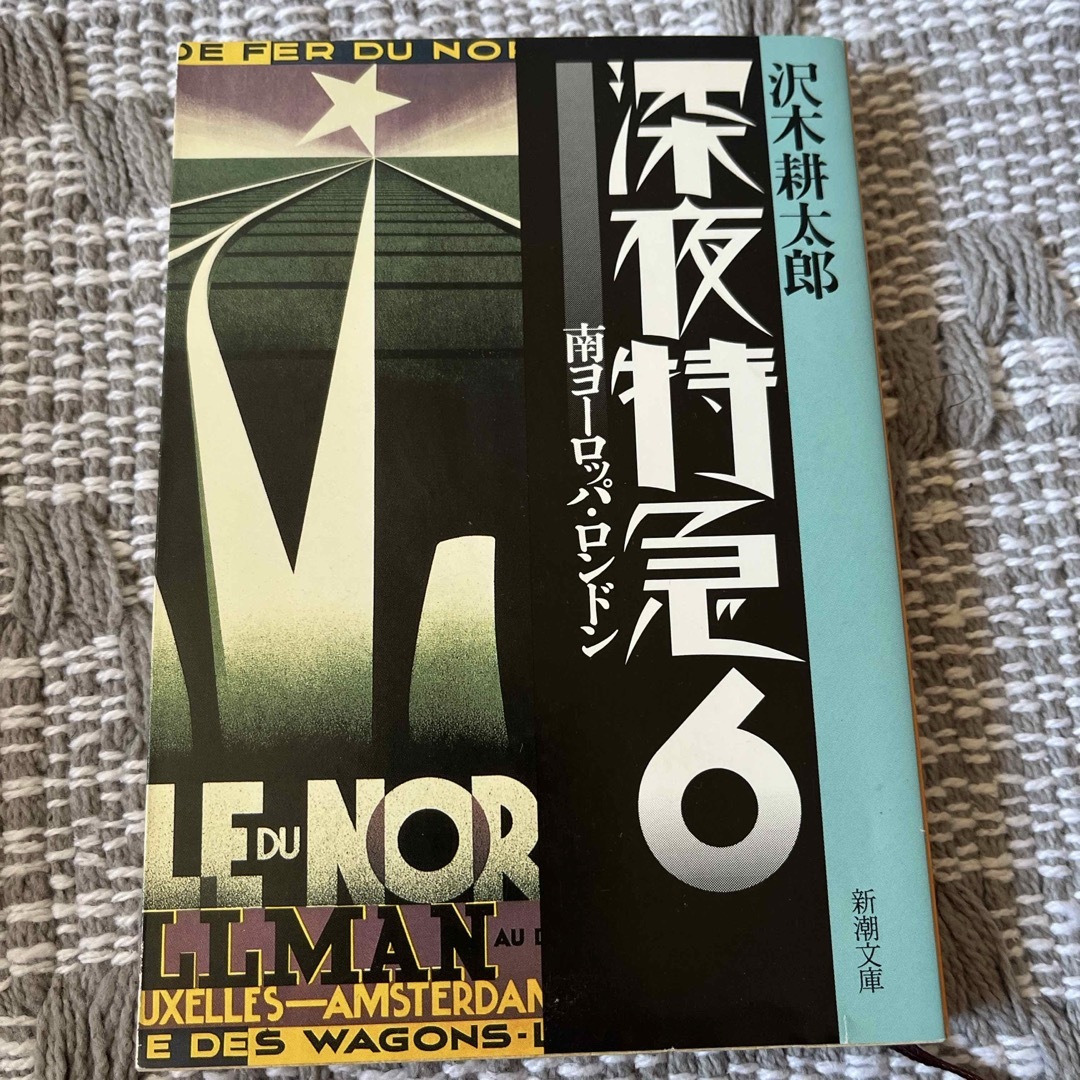 沢木耕太郎
深夜特急6
南ヨーロッパ・ロンドン
新潮文庫
DE FER DU NOR
LE DU NOR
LLMAN AU D
UXELLES—AMSTERDAM
E DES WAGONS-L